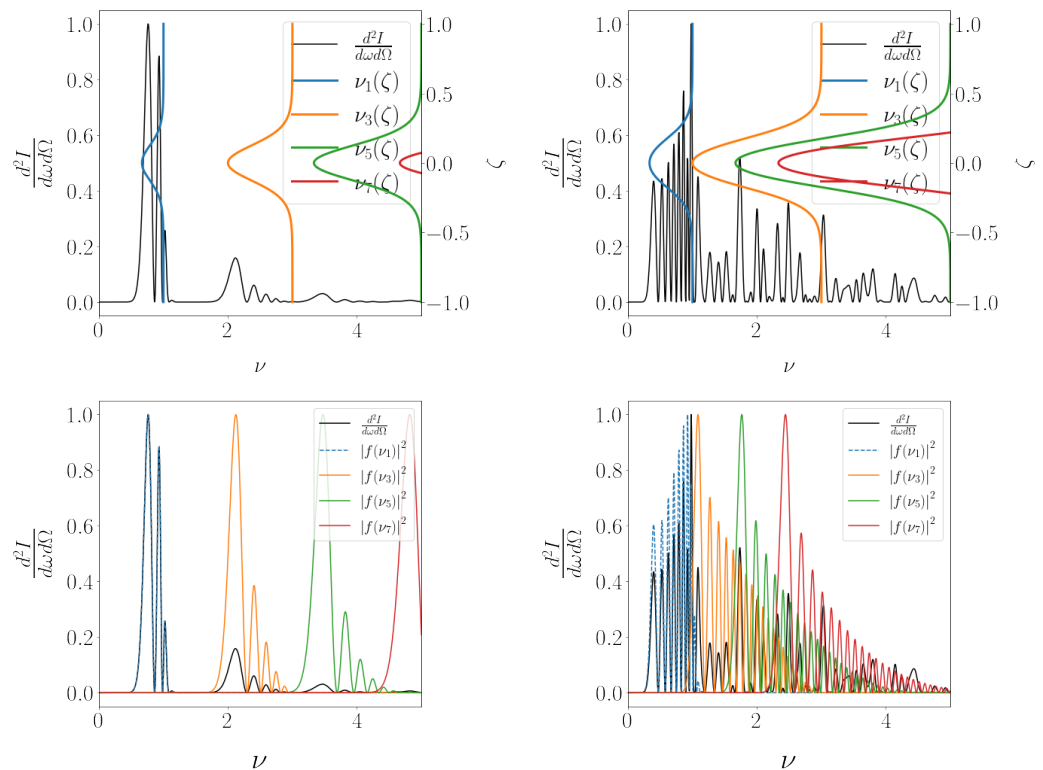 1.0
0.8
0.6
0.4
0.2
0.0
d²I
dωdΩ
0 2 4
ν
1.0
0.5
0.0
−0.5
−1.0
ζ
d²I
dωdΩ
ν₁(ζ)
ν₃(ζ)
ν₅(ζ)
ν₇(ζ)
1.0
0.8
0.6
0.4
0.2
0.0
d²I
dωdΩ
0 2 4
ν
1.0
0.5
0.0
−0.5
−1.0
ζ
d²I
dωdΩ
ν₁(ζ)
ν₃(ζ)
ν₅(ζ)
ν₇(ζ)
1.0
0.8
0.6
0.4
0.2
0.0
d²I
dωdΩ
0 2 4
ν
d²I
dωdΩ
|f(ν₁)|²
|f(ν₃)|²
|f(ν₅)|²
|f(ν₇)|²
1.0
0.8
0.6
0.4
0.2
0.0
d²I
dωdΩ
0 2 4
ν
d²I
dωdΩ
|f(ν₁)|²
|f(ν₃)|²
|f(ν₅)|²
|f(ν₇)|²